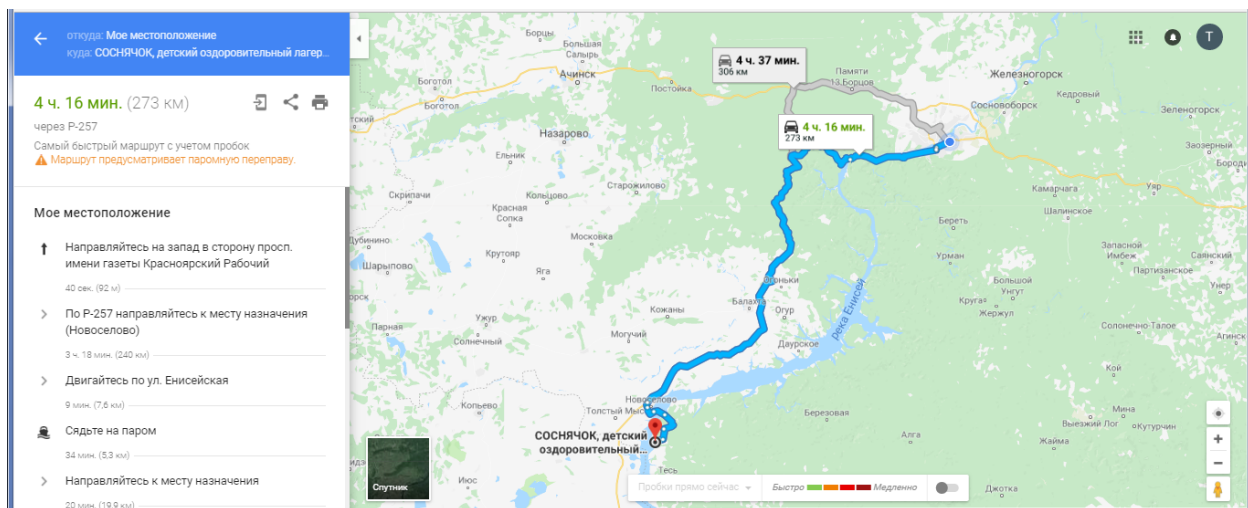 откуда: Мое местоположение
куда: СОСНЯЧОК, детский оздоровительный лагер...
4 ч. 16 мин. (273 км)
через Р-257
Самый быстрый маршрут с учетом пробок
Маршрут предусматривает паромную переправу.
Мое местоположение
Направляйтесь на запад в сторону просп.
имени газеты Красноярский Рабочий
40 сек. (92 м)
По Р-257 направляйтесь к месту назначения
(Новоселово)
3 ч. 18 мин. (240 км)
Двигайтесь по ул. Енисейская
9 мин. (7,6 км)
Сядьте на паром
34 мин. (5,3 км)
Направляйтесь к месту назначения
20 мин. (19,9 км)
Борцы
Большая
Салырь
Т
4 ч. 37 мин.
306 км
Ачинск
Памяти
13 Борцов
Железногорск
Боготол
Постойка
Кедровый
Боготол
Сосновоборск
Зеленогорск
4 ч. 16 мин.
273 км
Назарово
Заозерный
Ельник
Старожилово
Скрипачи
Кольцово
Камарчага
Уяр
Красная
Сопка
Шалинское
Береть
Московка
Дубинино
Крутояр
Запасной
Имбеж
Саянский
Шарыпово
Яга
Урман
Партизанское
Большой
Унгут
Балахта
Кожаны
Огур
река Енисей
Жержул
Ужур
Солонечно-Талое
Парная
Солнечный
Могучий
Агинск
Даурское
Кой
Новоселово
Копьево
Толстый Мыс
Березовая
Мина
Выезжий Лог
Кутурчин
СОСНЯЧОК, детский
оздоровительный...
Алга
Жайма
Тесь
Спутник
Июс
Пробки прямо сейчас
Быстро
Медленно
Джотка